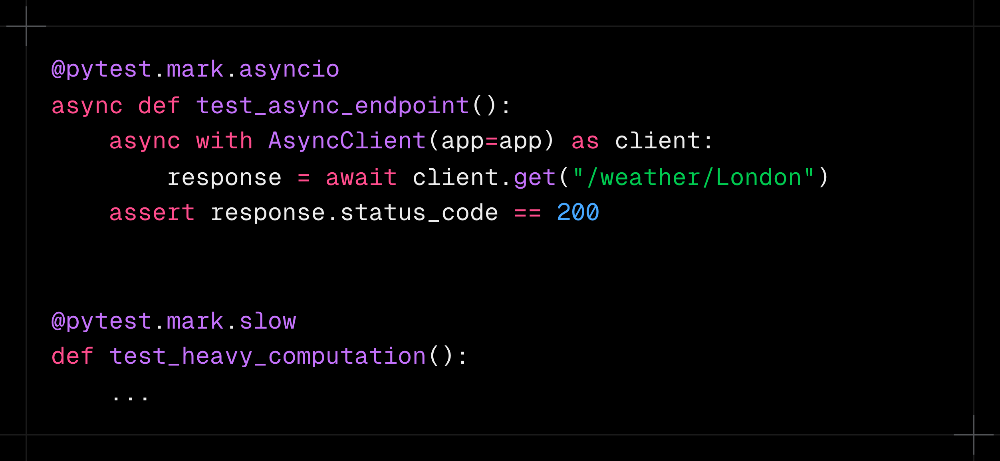 @pytest.mark.asyncio
async def test_async_endpoint():
    async with AsyncClient(app=app) as client:
        response = await client.get("/weather/London")
    assert response.status_code == 200
@pytest.mark.slow
def test_heavy_computation():
    ...